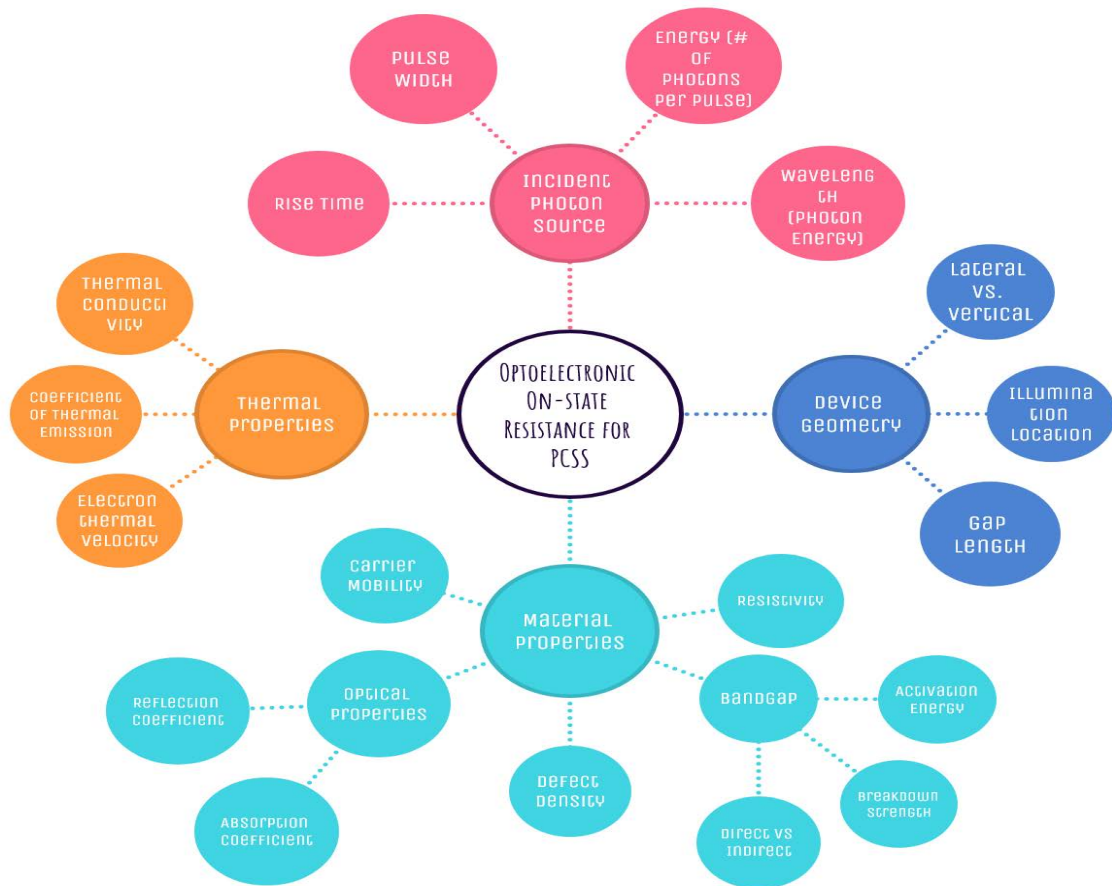 Pulse
Width
Energy (#
of
Photons
per Pulse)
Rise Time
Incident
Photon
Source
Waveleng
th
(Photon
Energy)
Thermal
Conducti
vity
Coefficient
of Thermal
Emission
Electron
Thermal
Velocity
Thermal
Properties
Optoelectronic
On-state
Resistance for
PCSS
Device
Geometry
Lateral
vs.
Vertical
Illumina
tion
Location
Gap
Length
Carrier
Mobility
Material
Properties
Resistivity
Reflection
Coefficient
Optical
Properties
Bandgap
Activation
Energy
Absorption
Coefficient
Defect
Density
Direct vs
Indirect
Breakdown
Strength